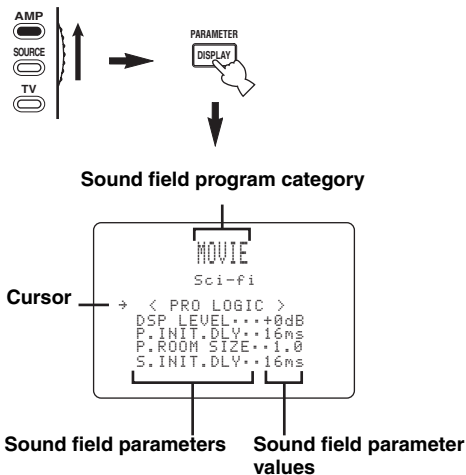 AMP
SOURCE
TV
PARAMETER
DISPLAY
Sound field program category
MOVIE
Sci-fi
Cursor
→ < PRO LOGIC >
DSP LEVEL···+0dB
P.INIT.DLY··16ms
P.ROOM SIZE··1.0
S.INIT.DLY··16ms
Sound field parameters
Sound field parameter
values